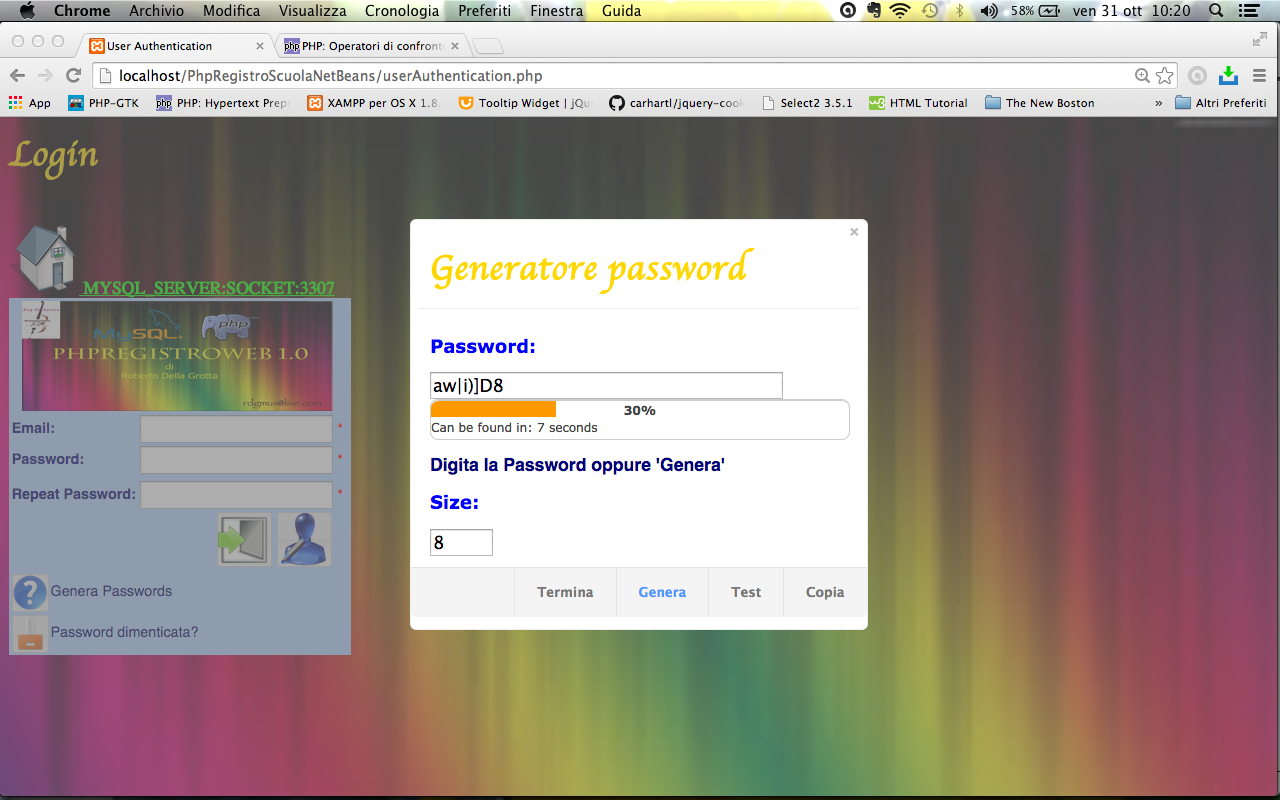 Chrome Archivio Modifica Visualizza Cronologia Preferiti Finestra Guida 58% ven 31 ott 10:20
User Authentication × php PHP: Operatori di confront ×
localhost/PhpRegistroScuolaNetBeans/userAuthentication.php
App PHP-GTK php PHP: Hypertext Prep XAMPP per OS X 1.8. Tooltip Widget | jQu carhartl/jquery-cook Select2 3.5.1 HTML Tutorial The New Boston » Altri Preferiti
Login
MYSQL_SERVER:SOCKET:3307
MySQL php
PHPREGISTROWEB 1.0
di
Roberto Della Grotta
rdgmus@live.com
Email: *
Password: *
Repeat Password: *
Genera Passwords
Password dimenticata?
×
Generatore password
Password:
aw|i)]D8
30%
Can be found in: 7 seconds
Digita la Password oppure 'Genera'
Size:
8
Termina Genera Test Copia